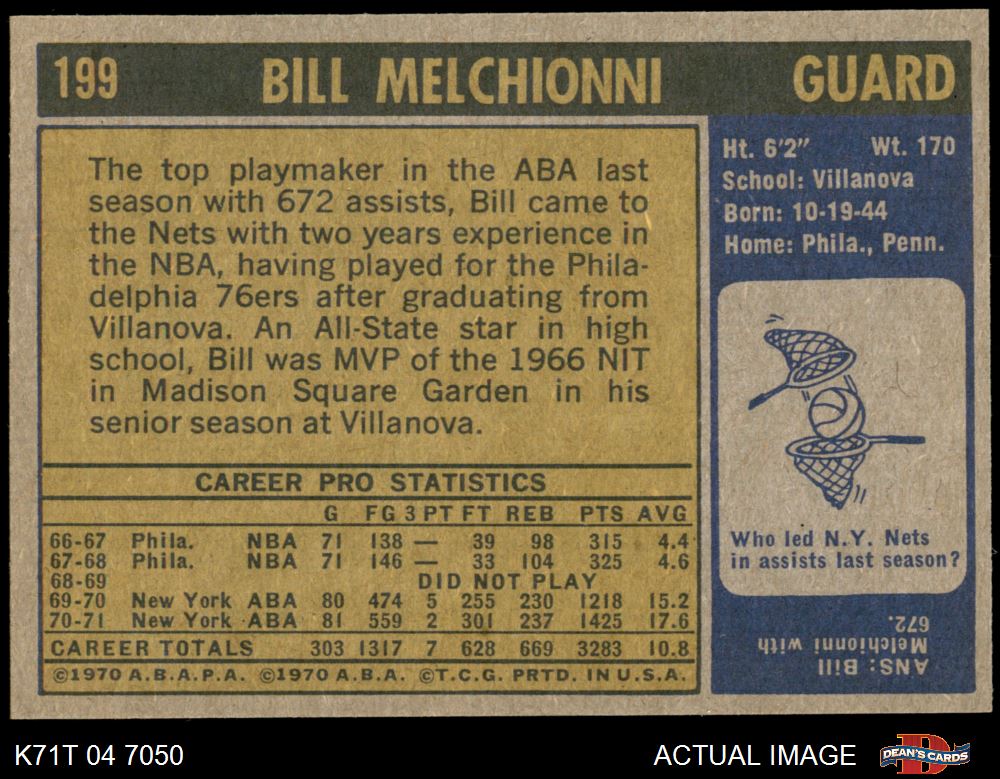 199 BILL MELCHIONNI GUARD
The top playmaker in the ABA last
season with 672 assists, Bill came to
the Nets with two years experience in
the NBA, having played for the Phila-
delphia 76ers after graduating from
Villanova. An All-State star in high
school, Bill was MVP of the 1966 NIT
in Madison Square Garden in his
senior season at Villanova.
CAREER PRO STATISTICS
G FG 3 PT FT REB PTS AVG
66-67 Phila. NBA 71 138 — 39 98 315 4.4
67-68 Phila. NBA 71 146 — 33 104 325 4.6
68-69 DID NOT PLAY
69-70 New York ABA 80 474 5 255 230 1218 15.2
70-71 New York ABA 81 559 2 301 237 1425 17.6
CAREER TOTALS 303 1317 7 628 669 3283 10.8
©1970 A.B.A.P.A. ©1970 A.B.A. ©T.C.G. PRTD. IN U.S.A.
Ht. 6'2" Wt. 170
School: Villanova
Born: 10-19-44
Home: Phila., Penn.
Who led N.Y. Nets
in assists last season?
ANS: Bill
Melchionni with
672.
K71T 04 7050 ACTUAL IMAGE DEAN'S CARDS